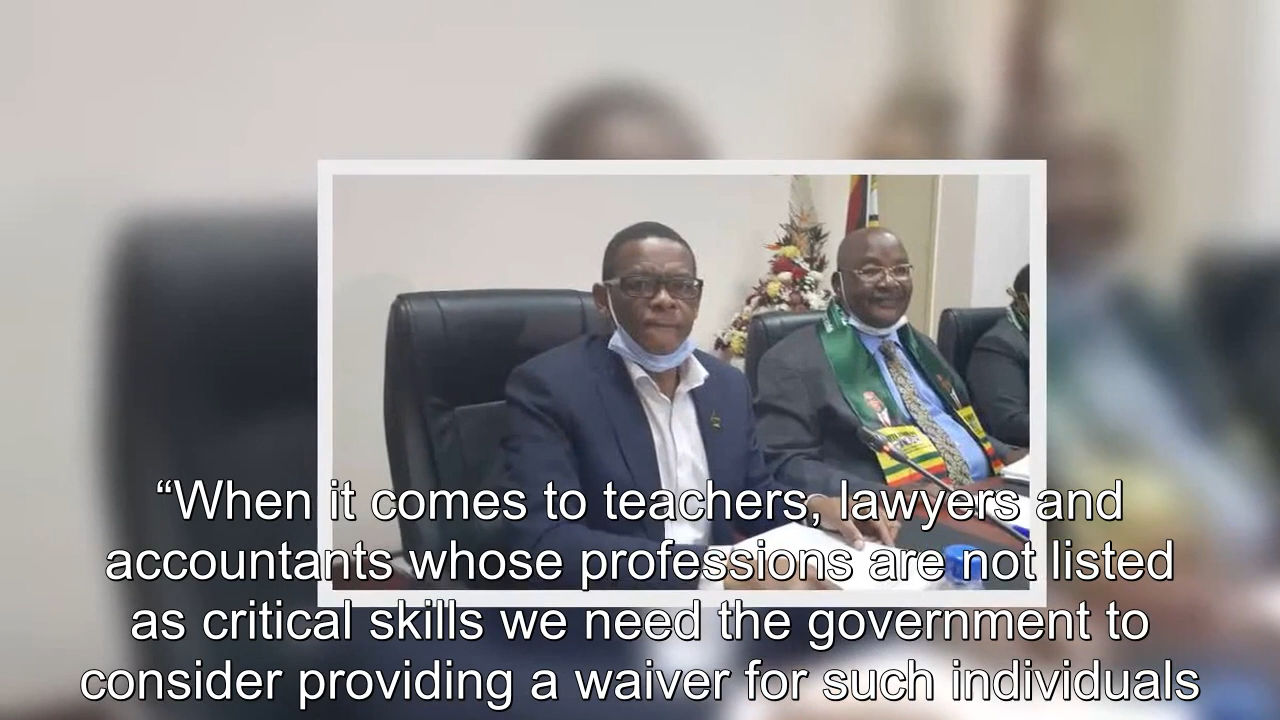 “When it comes to teachers, lawyers and
accountants whose professions are not listed
as critical skills we need the government to
consider providing a waiver for such individuals